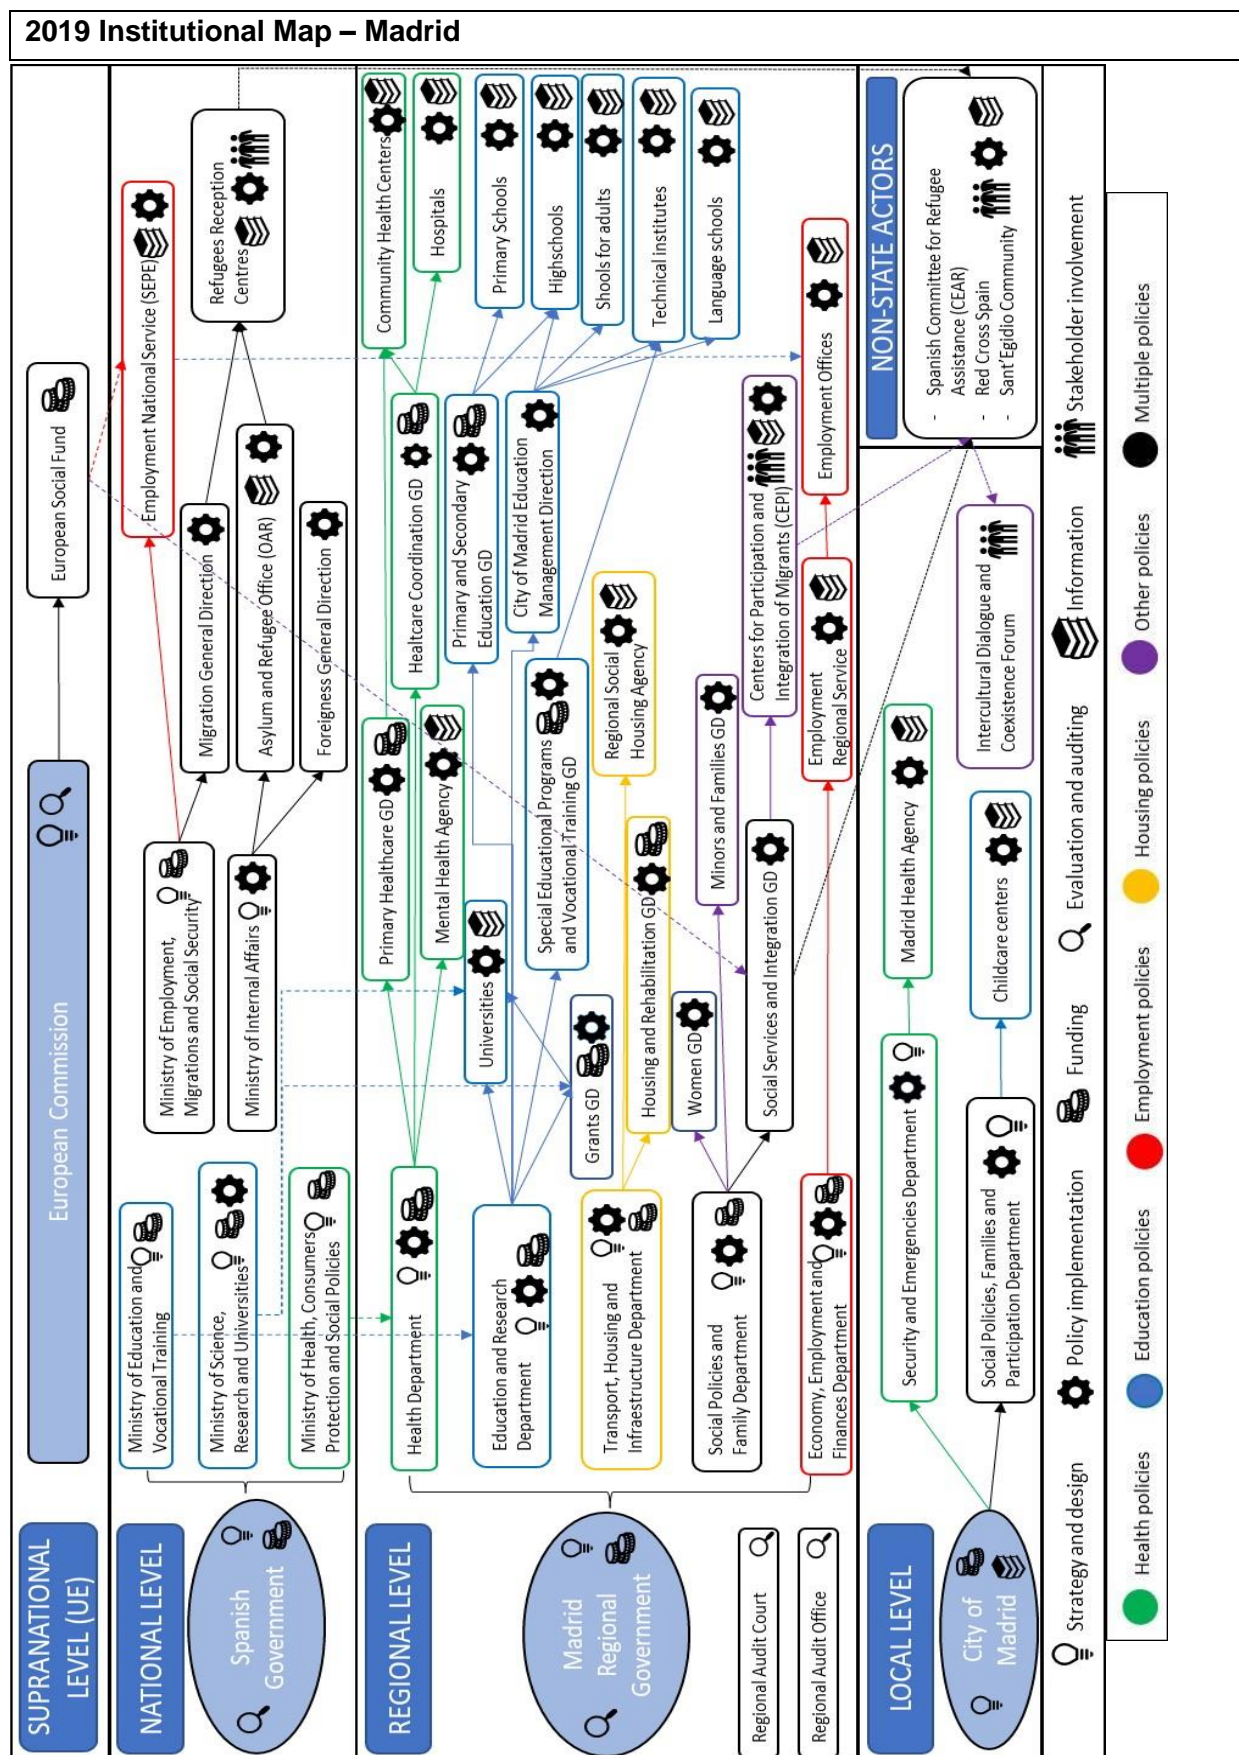 2019 Institutional Map – Madrid
SUPRANATIONAL
LEVEL (UE)
European Commission
European Social Fund
NATIONAL LEVEL
Spanish
Government
Ministry of Education and
Vocational Training
Ministry of Science,
Research and Universities
Ministry of Health, Consumers
Protection and Social Policies
Ministry of Employment,
Migrations and Social Security
Ministry of Internal Affairs
Employment National Service (SEPE)
Migration General Direction
Asylum and Refugee Office (OAR)
Foreigness General Direction
Refugees Reception
Centres
REGIONAL LEVEL
Madrid
Regional
Government
Regional Audit Court
Regional Audit Office
Health Department
Education and Research
Department
Transport, Housing and
Infraestructure Department
Social Policies and
Family Department
Economy, Employment and
Finances Department
Primary Healthcare GD
Mental Health Agency
Universities
Special Educational Programs
and Vocational Training GD
Grants GD
Housing and Rehabilitation GD
Women GD
Social Services and Integration GD
Healtcare Coordination GD
Primary and Secondary
Education GD
City of Madrid Education
Management Direction
Regional Social
Housing Agency
Minors and Families GD
Centers for Participation and
Integration of Migrants (CEPI)
Employment
Regional Service
Employment Offices
Community Health Centers
Hospitals
Primary Schools
Highschools
Shools for adults
Technical institutes
Language schools
LOCAL LEVEL
City of
Madrid
Security and Emergencies Department
Social Policies, Families and
Participation Department
Madrid Health Agency
Childcare centers
Intercultural Dialogue and
Coexistence Forum
NON-STATE ACTORS
- Spanish Committee for Refugee
Assistance (CEAR)
- Red Cross Spain
- Sant'Egidio Community
Strategy and design
Policy implementation
Funding
Evaluation and auditing
Information
Stakeholder involvement
Health policies
Education policies
Employment policies
Housing policies
Other policies
Multiple policies